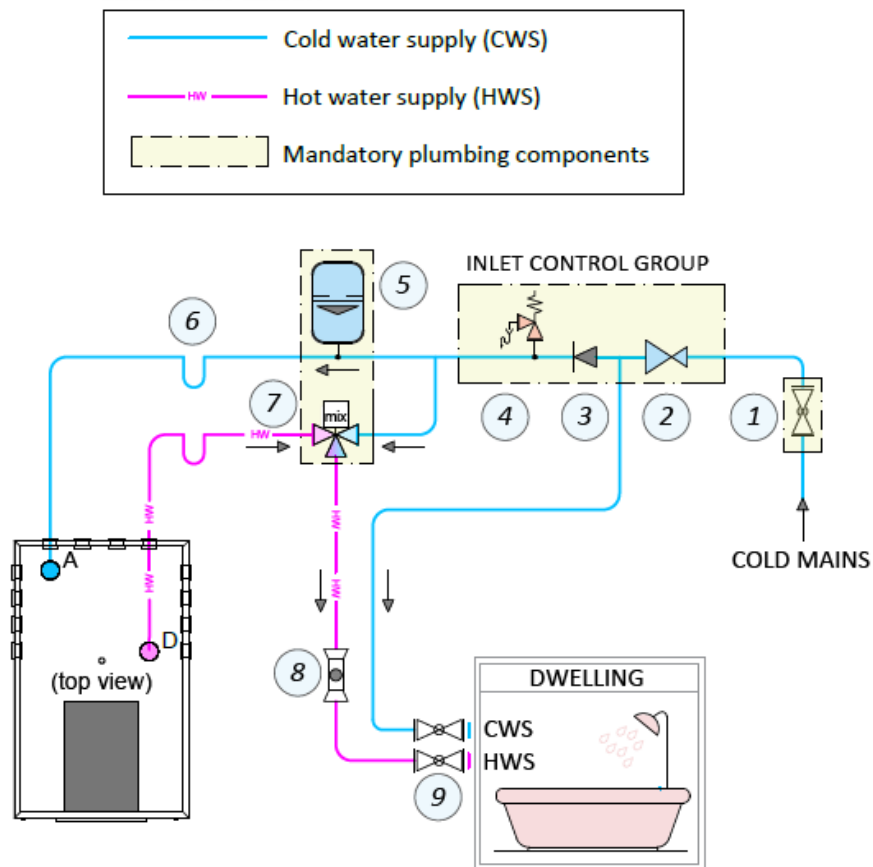 Cold water supply (CWS)
HW
Hot water supply (HWS)
Mandatory plumbing components
INLET CONTROL GROUP
5
6
7
mix
HW
4
3
2
1
HW
HW
COLD MAINS
A
HW
HW
D
(top view)
8
DWELLING
CWS
HWS
9